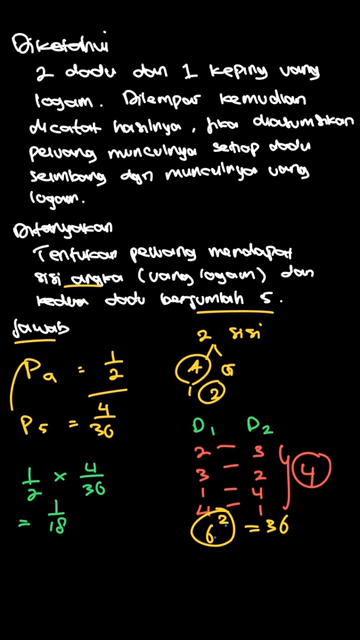 Diketahui
2 dadu dan 1 keping uang
logam. Dilempar kemudian
dicatat hasilnya, jika diasumsikan
peluang munculnya setiap dadu
seimbang dgn munculnya uang
logam.
Ditanyakan
Tentukan peluang mendapat
sisi angka (uang logam) dan
kedua dadu berjumlah 5.
Jawab
2 sisi
A G
1 2
Pa = 1/2
P5 = 4/36
1/2 × 4/36
= 1/18
D1 D2
2 — 3
3 — 2
1 — 4
4 — 1
4
6² = 36